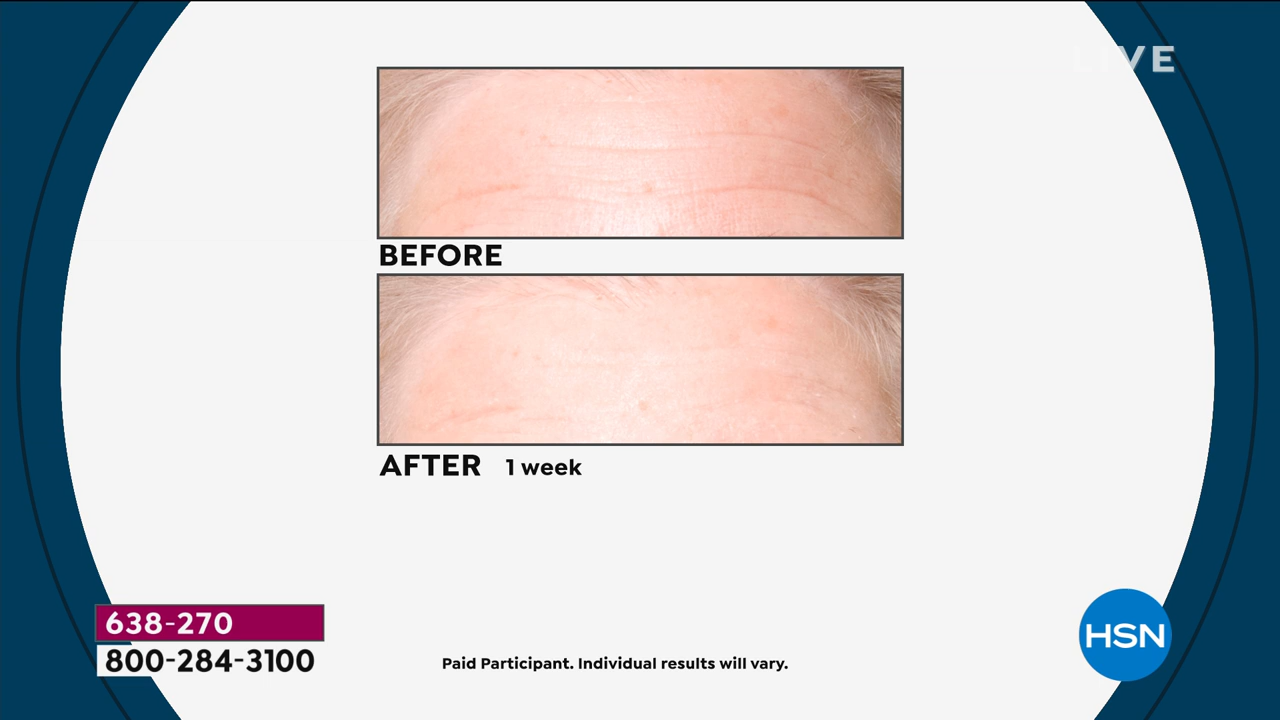 LIVE
BEFORE
AFTER 1 week
638-270
800-284-3100
Paid Participant. Individual results will vary.
HSN